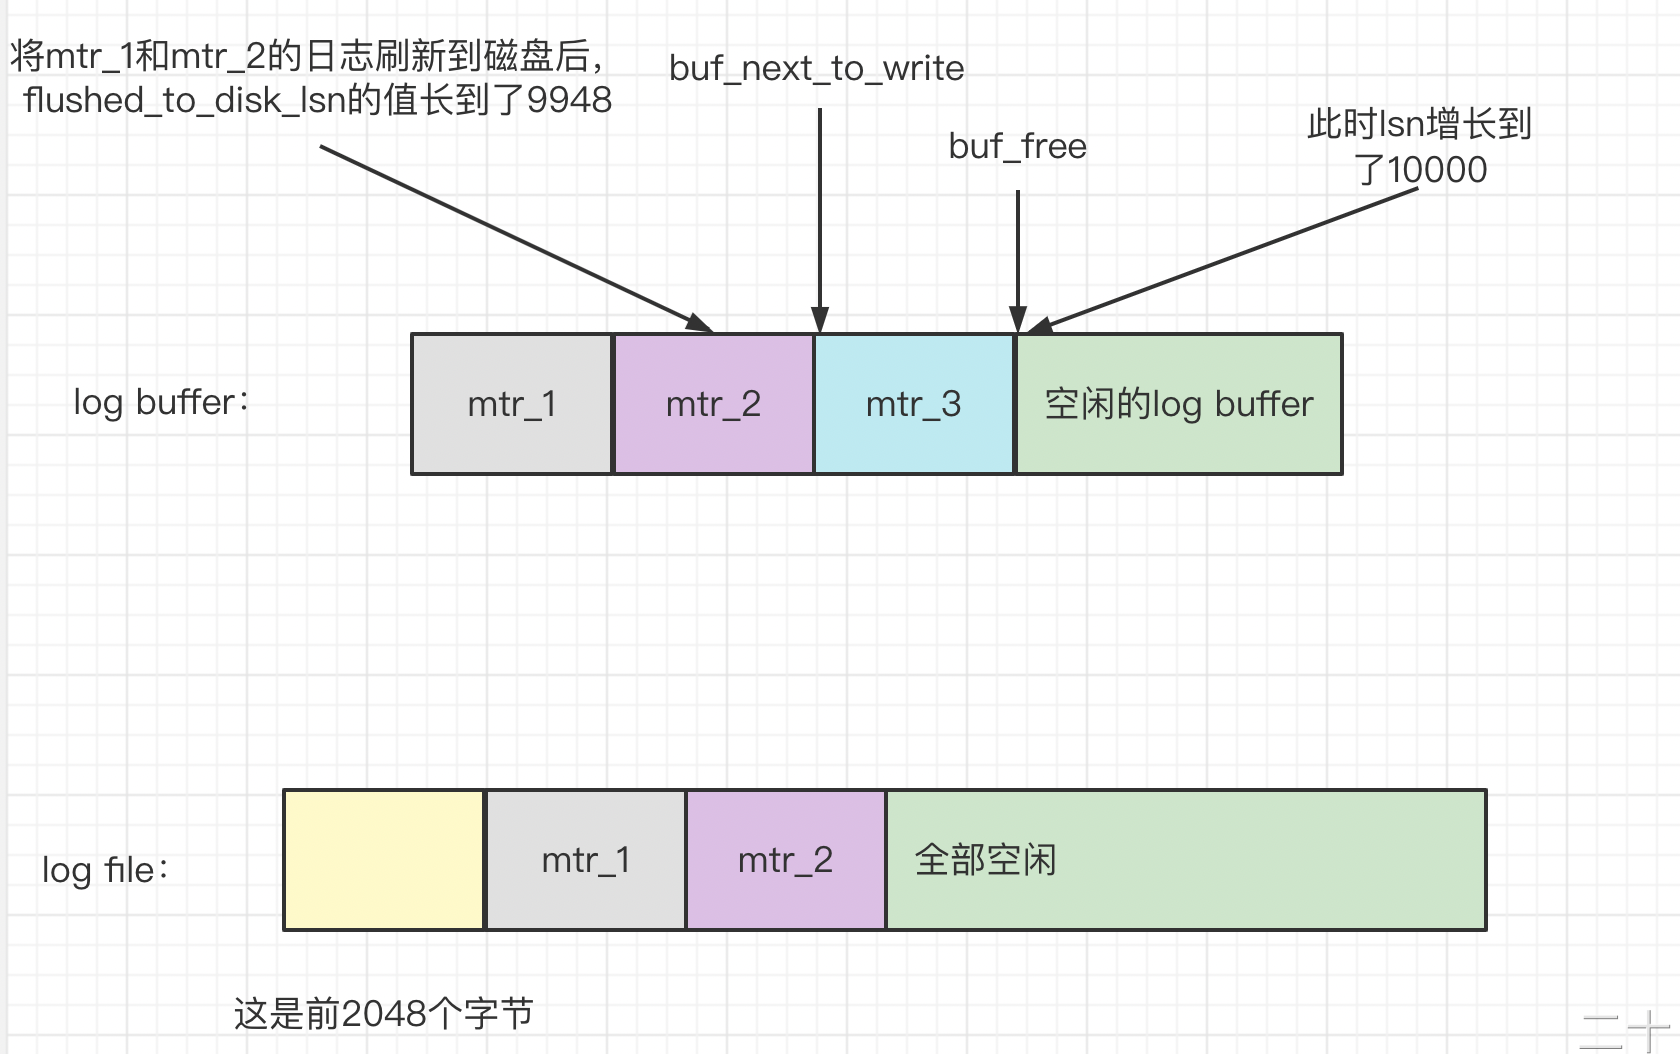 将mtr_1和mtr_2的日志刷新到磁盘后，
flushed_to_disk_lsn的值长到了9948
buf_next_to_write
buf_free
此时lsn增长到
了10000
log buffer：
mtr_1
mtr_2
mtr_3
空闲的log buffer
log file：
mtr_1
mtr_2
全部空闲
这是前2048个字节
二十